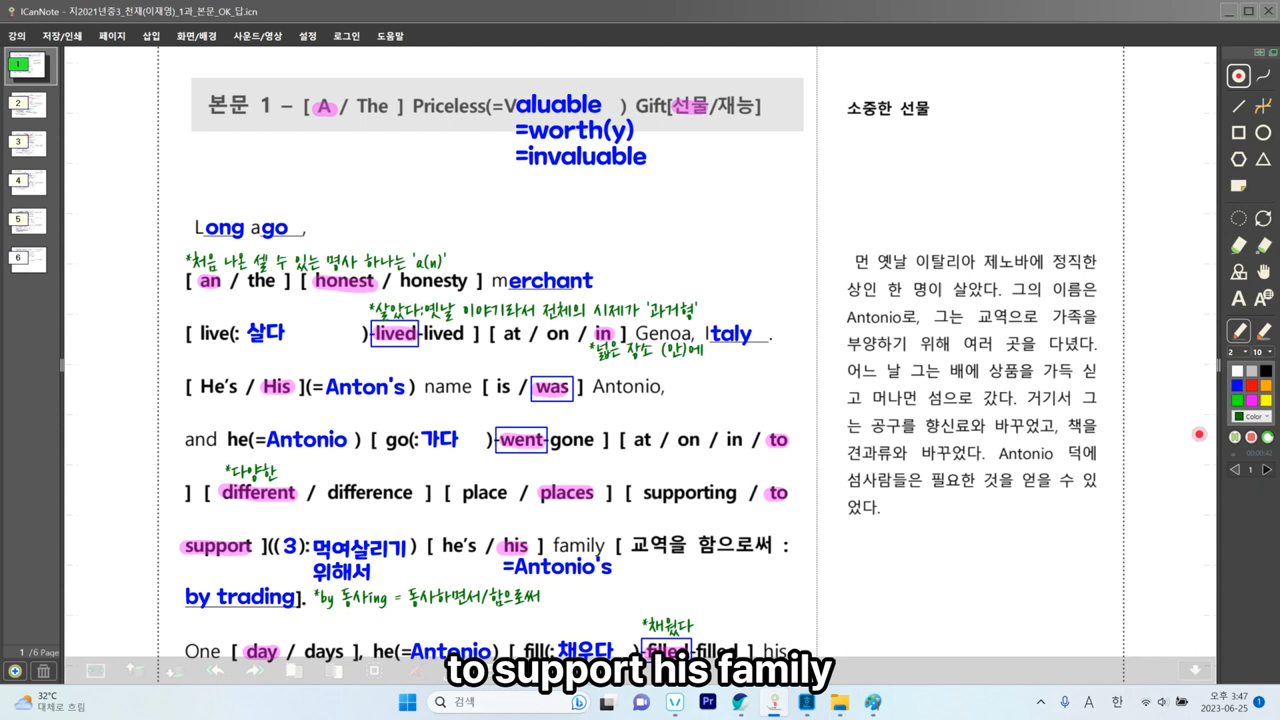 ICanNote - 지2021년중3_천재(이재영)_1과_본문_OK_답.icn
강의 저장/인쇄 페이지 삽입 화면/배경 사운드/영상 설정 로그인 도움말
본문 1 – [ A / The ] Priceless(=Valuable ) Gift[선물/재능]
=worth(y)
=invaluable
소중한 선물
Long ago ,
*처음 나온 셀 수 있는 명사 하나는 'a(n)'
[ an / the ] [ honest / honesty ] merchant
*살았다:옛날 이야기라서 전체의 시제가 '과거형'
[ live(: 살다 )-lived-lived ] [ at / on / in ] Genoa, Italy .
*넓은 장소 (안)에
[ He's / His ](=Anton's) name [ is / was ] Antonio,
and he(=Antonio ) [ go(:가다 )-went-gone ] [ at / on / in / to
*다양한
] [ different / difference ] [ place / places ] [ supporting / to
support ]((3): 먹여살리기 ) [ he's / his ] family [ 교역을 함으로써 :
위해서
=Antonio's
by trading]. *by 동사ing = 동사하면서/함으로써
*채웠다
One [ day / days ], he(=Antonio) [ fill(: 채우다 )-filled-filled ] his
먼 옛날 이탈리아 제노바에 정직한
상인 한 명이 살았다. 그의 이름은
Antonio로, 그는 교역으로 가족을
부양하기 위해 여러 곳을 다녔다.
어느 날 그는 배에 상품을 가득 싣
고 머나먼 섬으로 갔다. 거기서 그
는 공구를 향신료와 바꾸었고, 책을
견과류와 바꾸었다. Antonio 덕에
섬사람들은 필요한 것을 얻을 수 있
었다.
to support his family
1
2
3
4
5
6
1 /6 Page
2 10
Color
00:00:42
1
32°C
대체로 흐림
검색
A 한
오후 3:47
2023-06-25